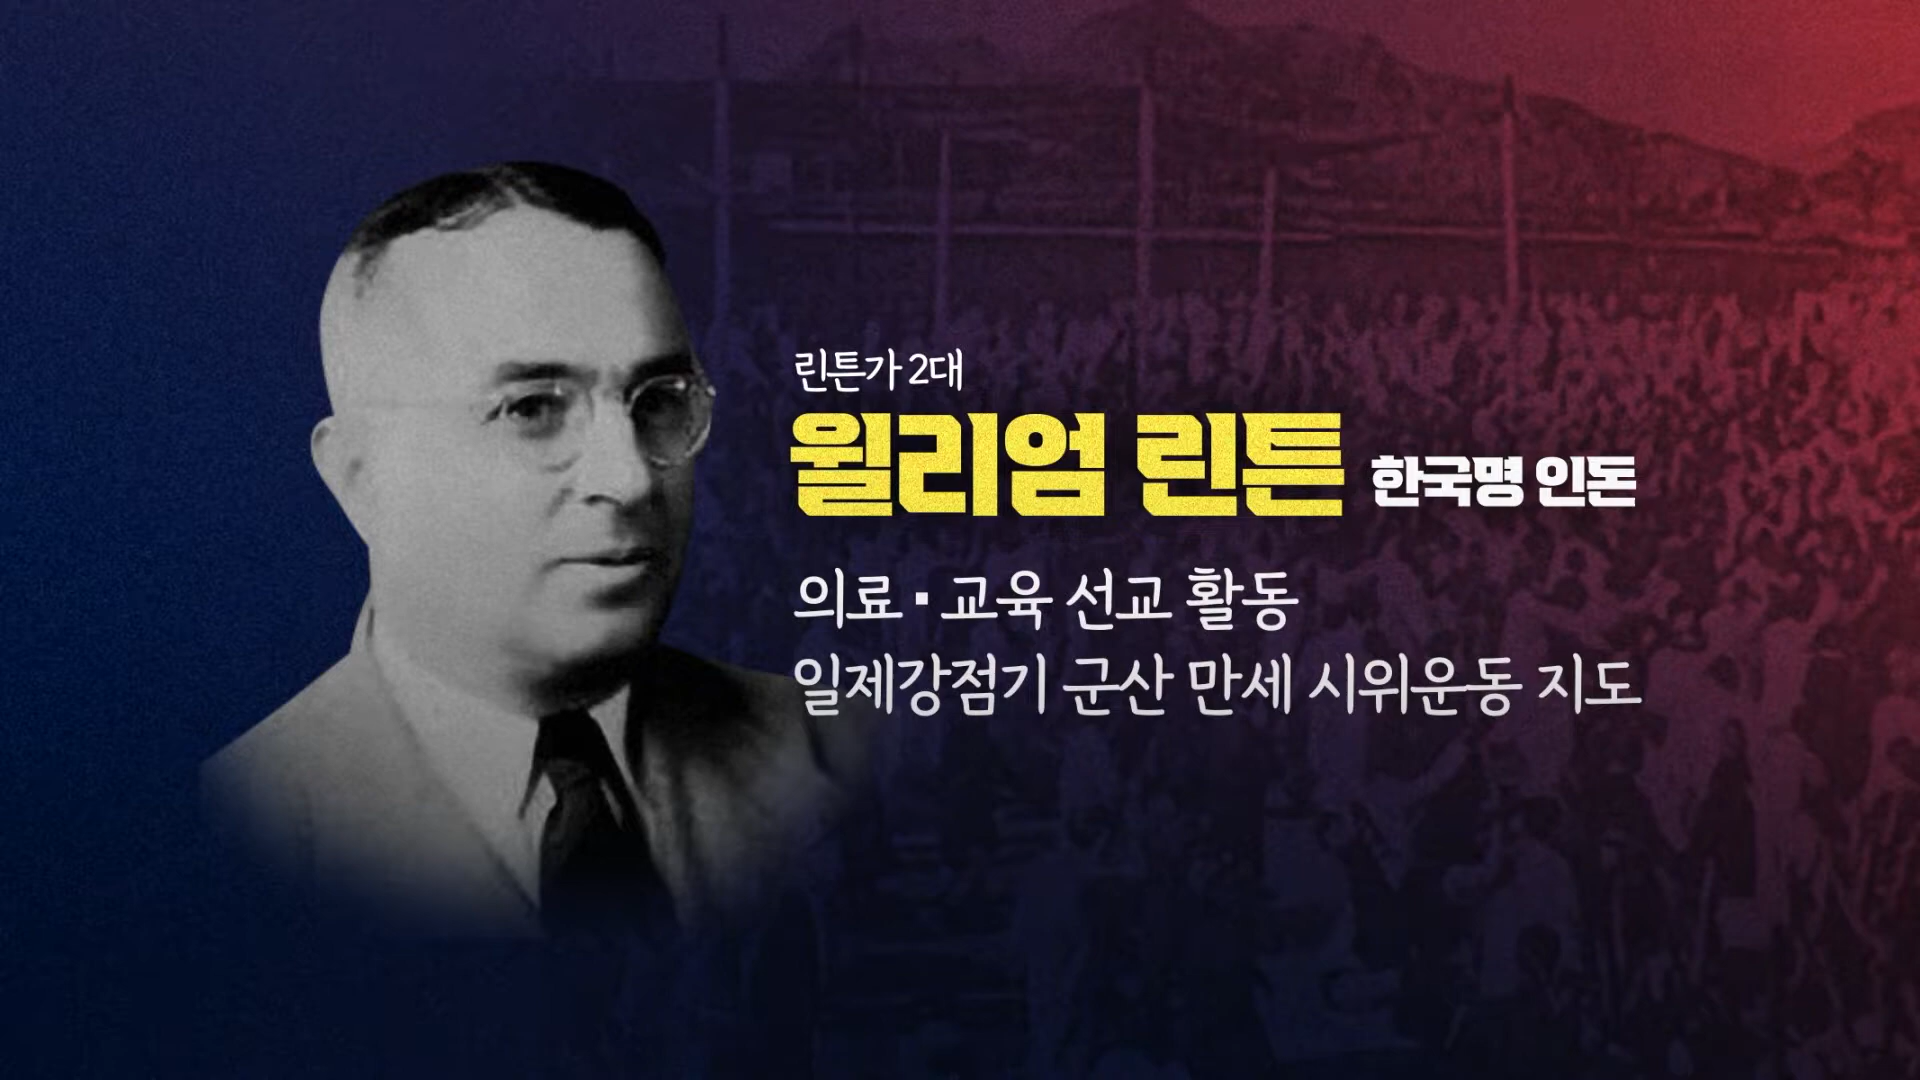 린튼가 2대
윌리엄 린튼 한국명 인돈
의료·교육 선교 활동
일제강점기 군산 만세 시위운동 지도